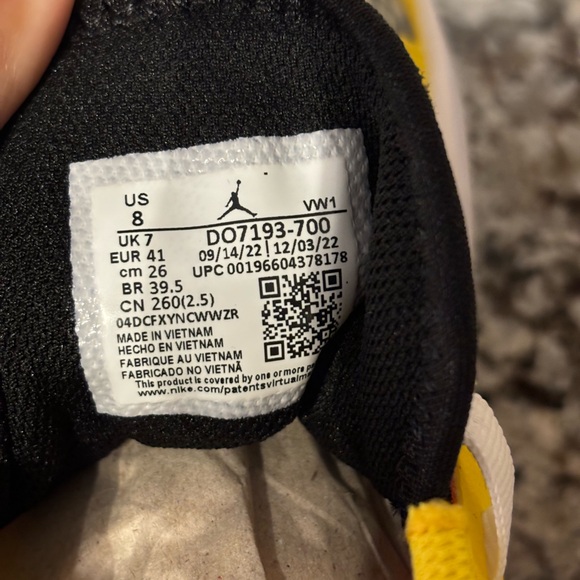 US
8
VW1
UK 7
DO7193-700
EUR 41
09/14/22 | 12/03/22
cm 26
UPC 00196604378178
BR 39.5
CN 260(2.5)
04DCFXYNCWWZR
MADE IN VIETNAM
HECHO EN VIETNAM
FABRIQUE AU VIETNAM
FABRICADO NO VIETNÃ
This product is covered by one or more
www.nike.com/patentsvirtualm